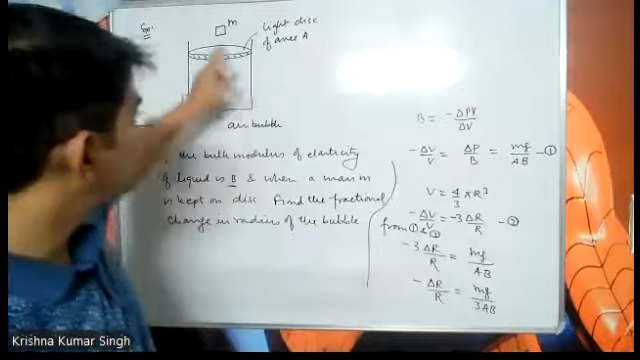 Soln.
m
Light disc
of area A
air bubble
the bulk modulus of elasticity
of liquid is B & when a mass m
is kept on disc Find the fractional
change in radius of the bubble
B = -ΔPV/ΔV
-ΔV/V = ΔP/B = mg/AB -①
V = 4/3 πR³
-ΔV/V = -3 ΔR/R -②
from ① & ②
-3 ΔR/R = mg/AB
-ΔR/R = mg/3AB
Krishna Kumar Singh